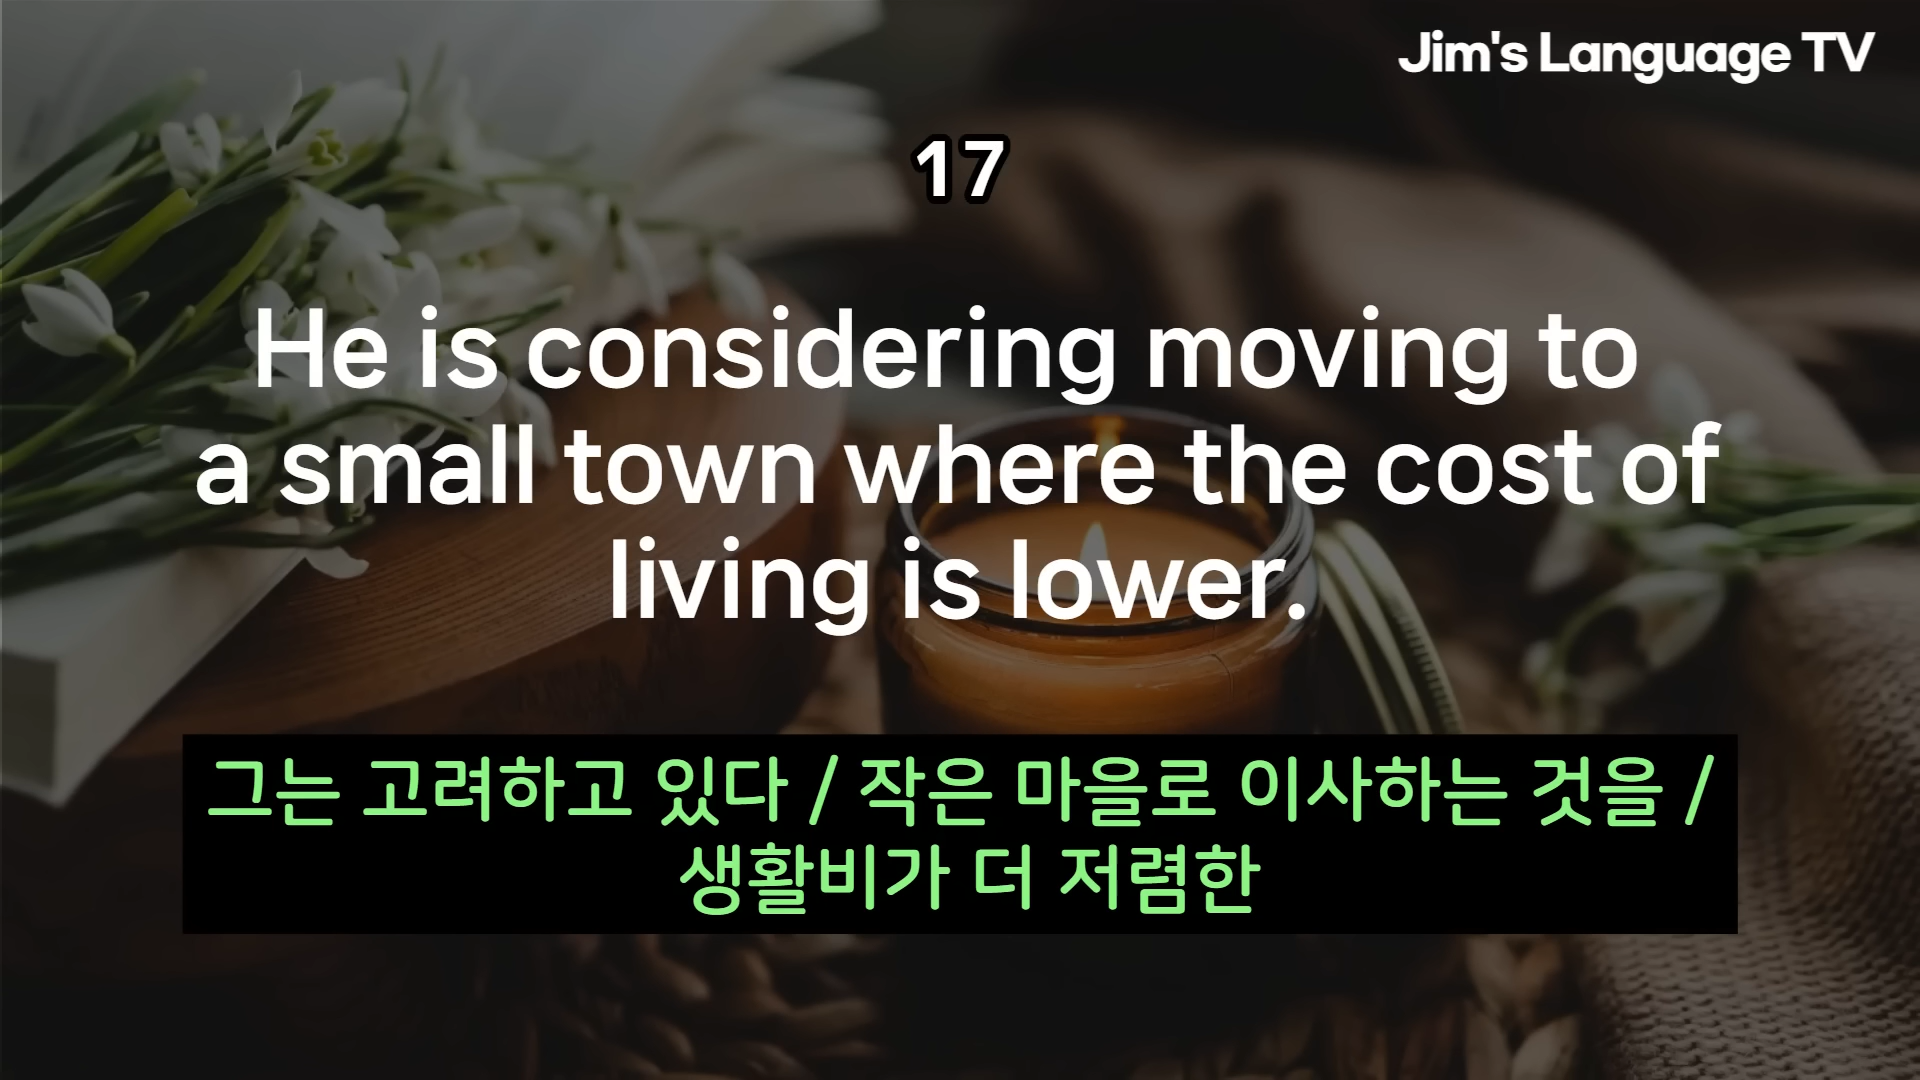 Jim's Language TV
17
He is considering moving to
a small town where the cost of
living is lower.
그는 고려하고 있다 / 작은 마을로 이사하는 것을 /
생활비가 더 저렴한